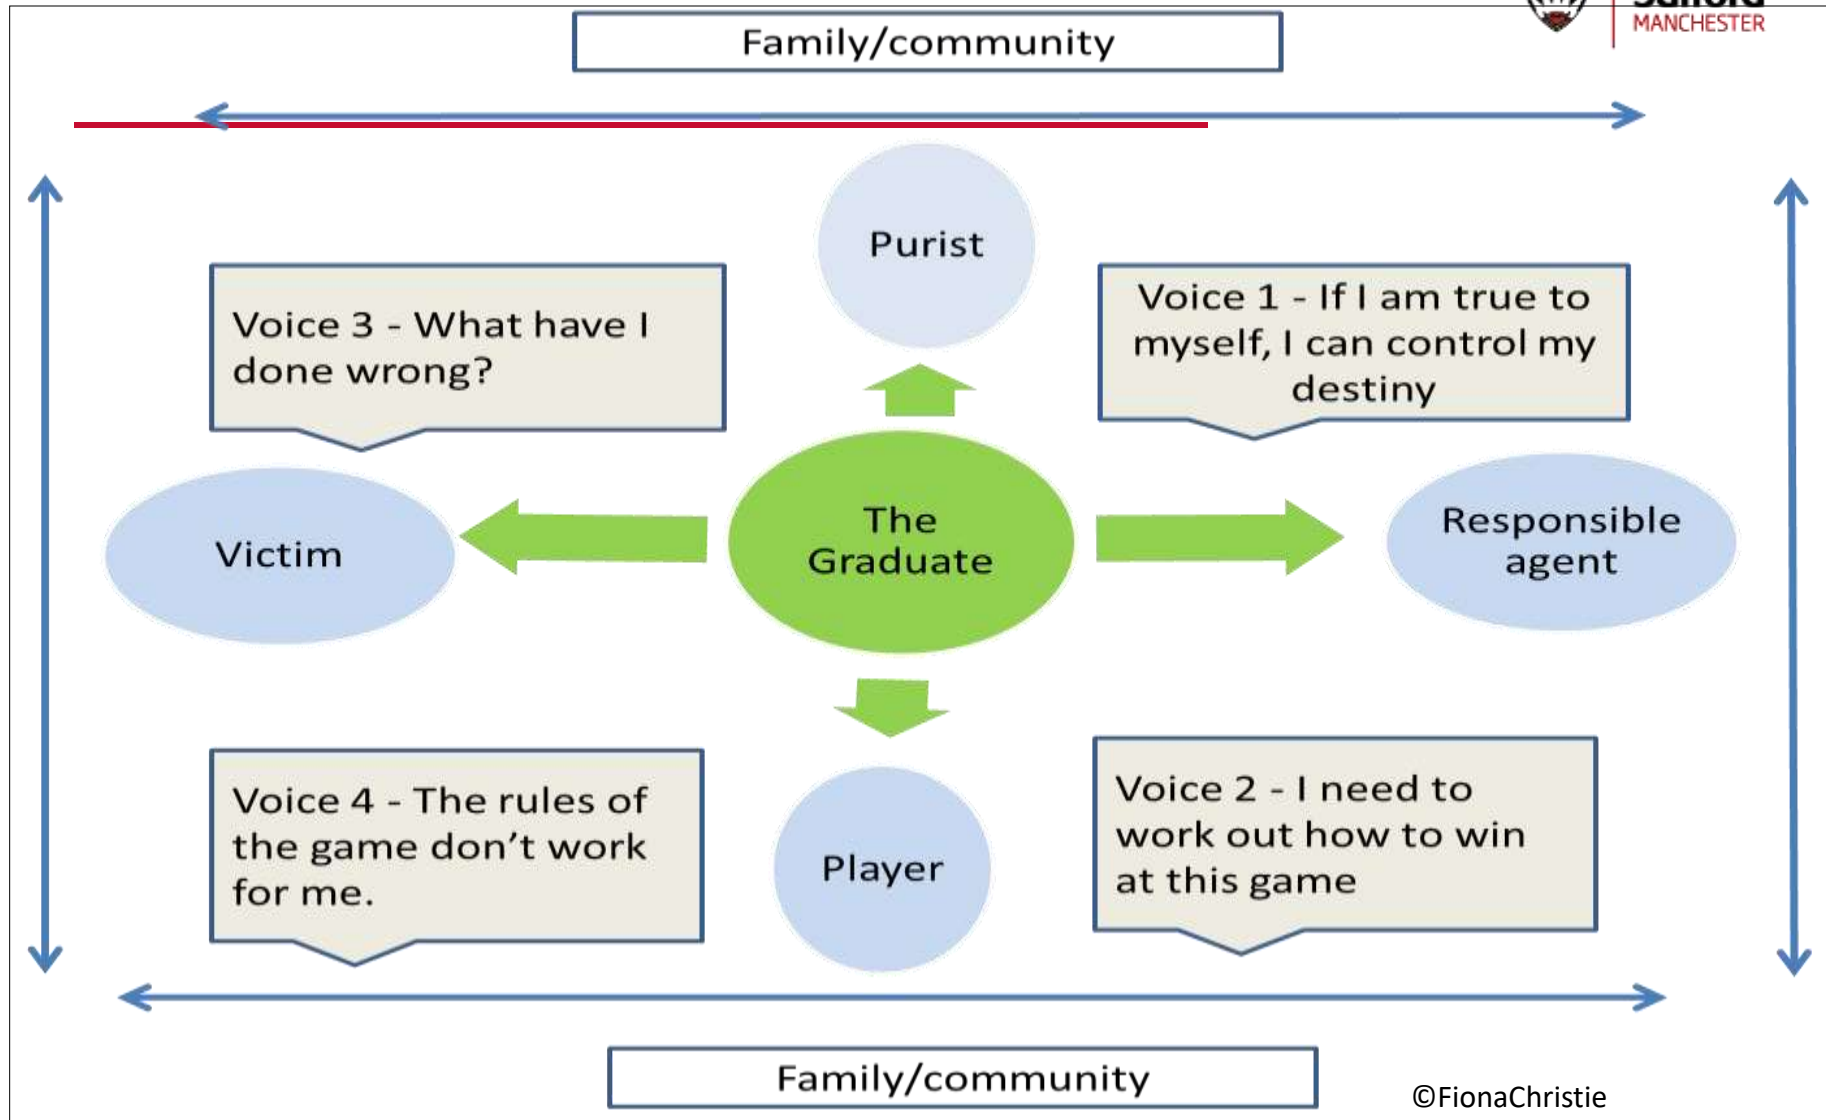 Salford
MANCHESTER
Family/community
Purist
Voice 3 - What have I
done wrong?
Voice 1 - If I am true to
myself, I can control my
destiny
Victim
The
Graduate
Responsible
agent
Voice 4 - The rules of
the game don’t work
for me.
Player
Voice 2 - I need to
work out how to win
at this game
Family/community
©FionaChristie